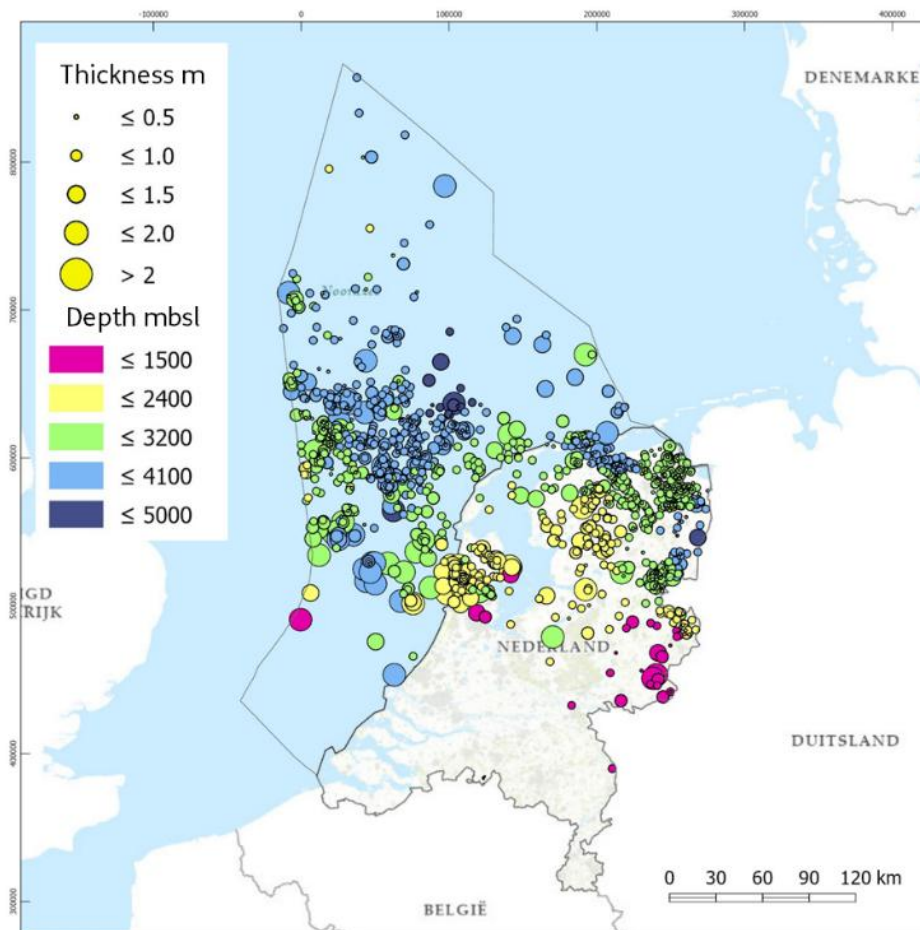 -100000 0 100000 200000 300000 400000
Thickness m
≤ 0.5
≤ 1.0
≤ 1.5
≤ 2.0
> 2
Depth mbsl
≤ 1500
≤ 2400
≤ 3200
≤ 4100
≤ 5000
DENEMARKE
800000
700000
600000
500000
IGD
RIJK
NEDERLAND
DUITSLAND
400000
0 30 60 90 120 km
300000
BELGIË